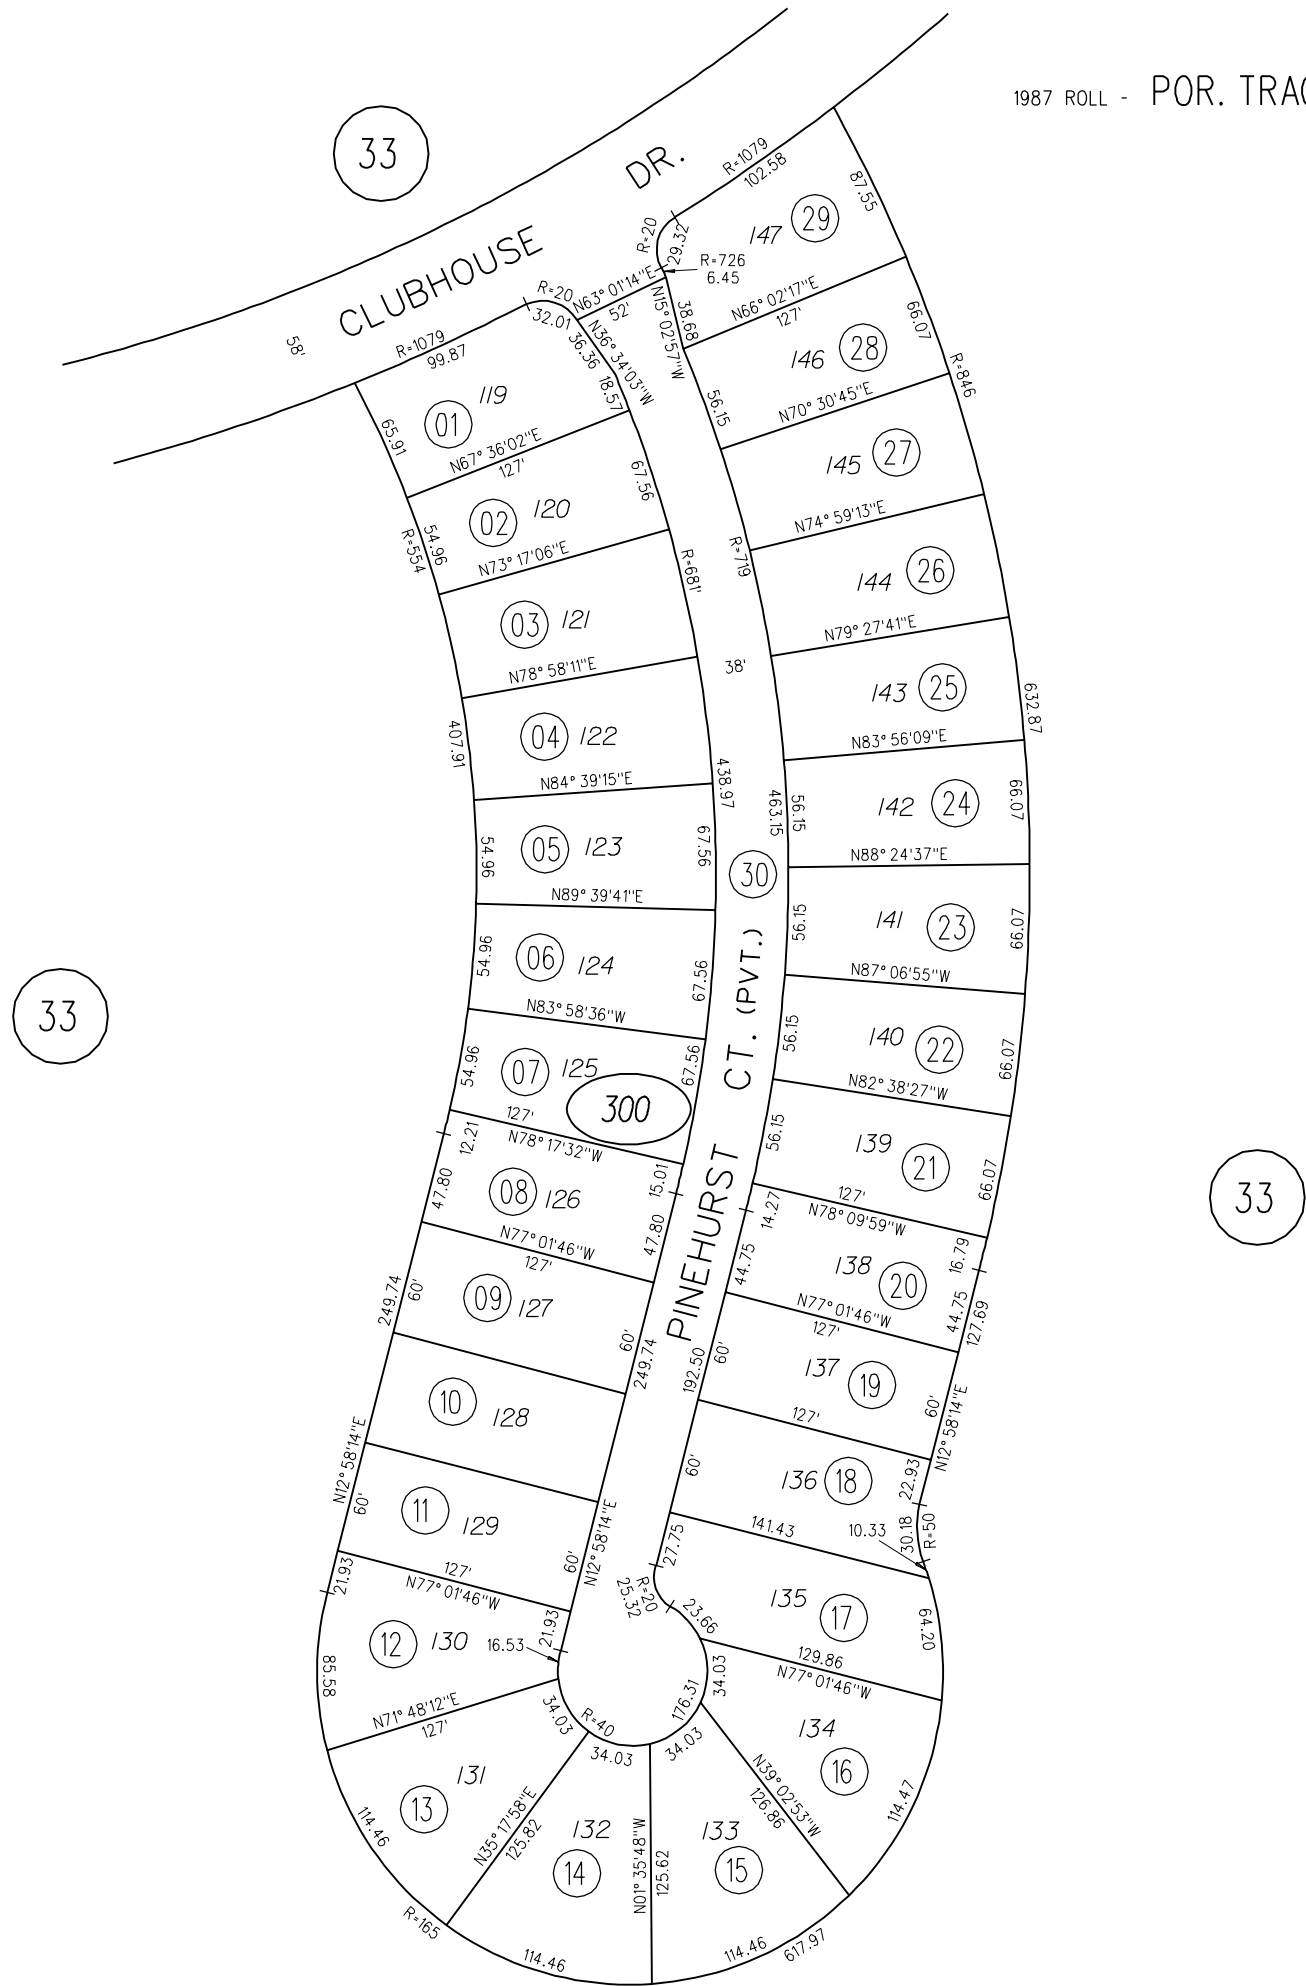 1987 ROLL - POR. TRA
33
CLUBHOUSE DR.
58'
R=1079
102.58
87.55
147 29
R=20
29.32
R=726
6.45
N63°01'14"E
52'
R=20
32.01
36.36
N36°34'03"W
18.57
N15°02'57"W
38.68
N66°02'17"E
127'
R=1079
99.87
119
01
65.91
N67°36'02"E
127'
146 28
66.07
R=846
56.15
N70°30'45"E
02 120
67.56
R=554
54.96
N73°17'06"E
145 27
N74°59'13"E
R=719
R=681'
03 121
N78°58'11"E
144 26
N79°27'41"E
38'
04 122
407.91
N84°39'15"E
438.97
143 25
632.87
N83°56'09"E
463.15
56.15
142 24
66.07
N88°24'37"E
05 123
54.96
67.56
N89°39'41"E
30
56.15
141 23
66.07
N87°06'55"W
06 124
54.96
67.56
N83°58'36"W
33
PINEHURST CT. (PVT.)
56.15
140 22
66.07
N82°38'27"W
07 125
54.96
67.56
300
127'
N78°17'32"W
56.15
139 21
66.07
127'
N78°09'59"W
33
12.21
47.80
08 126
15.01
47.80
N77°01'46"W
127'
14.27
44.75
138 20
16.79
44.75
127.69
N77°01'46"W
127'
249.74
60'
09 127
60'
249.74
192.50
60'
137 19
60'
N12°58'14"E
127'
10 128
60'
136 18
22.93
141.43
10.33
30.18
R=50
N12°58'14"E
60'
11 129
60'
N12°58'14"E
127'
N77°01'46"W
27.75
R=20
25.32
23.66
135 17
64.20
129.86
N77°01'46"W
21.93
12 130
16.53
21.93
85.58
N71°48'12"E
127'
34.03
R=40
34.03
34.03
176.31
34.03
134
16
114.47
N39°02'53"W
126.86
131
13
114.46
N35°17'58"E
125.82
132
14
N01°35'48"W
125.62
133
15
R=165
114.46
114.46
617.97